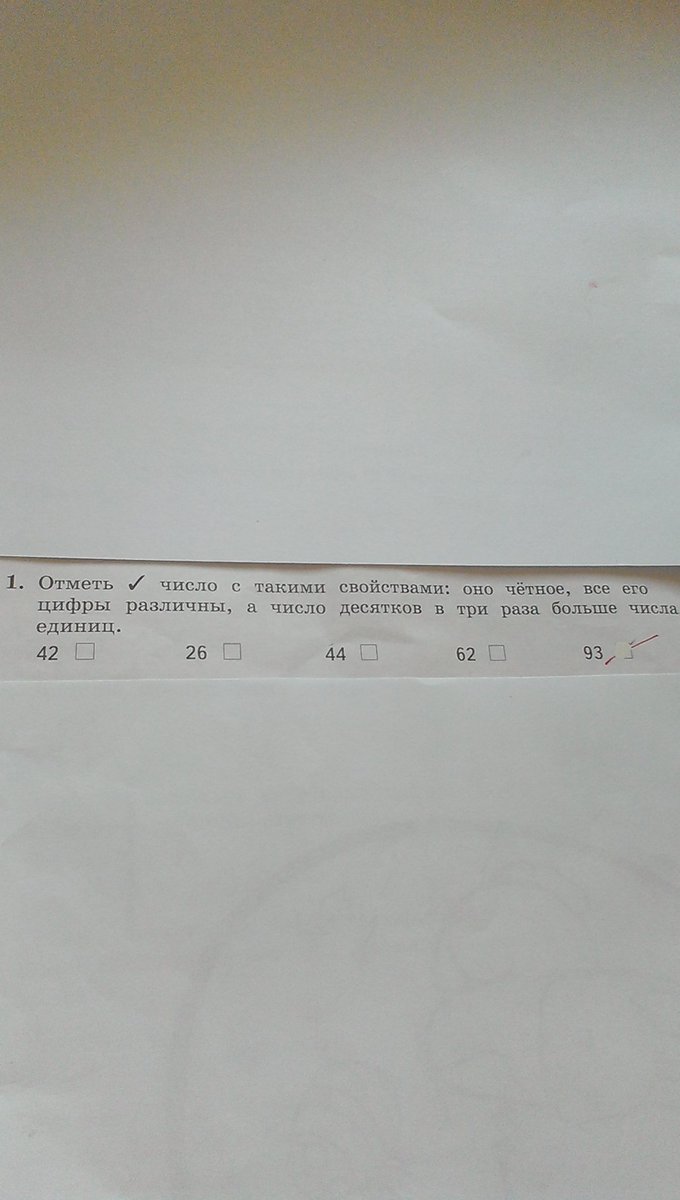 1. Отметь ✓ число с такими свойствами: оно чётное, все его
цифры различны, а число десятков в три раза больше числа
единиц.
42 □ 26 □ 44 □ 62 □ 93